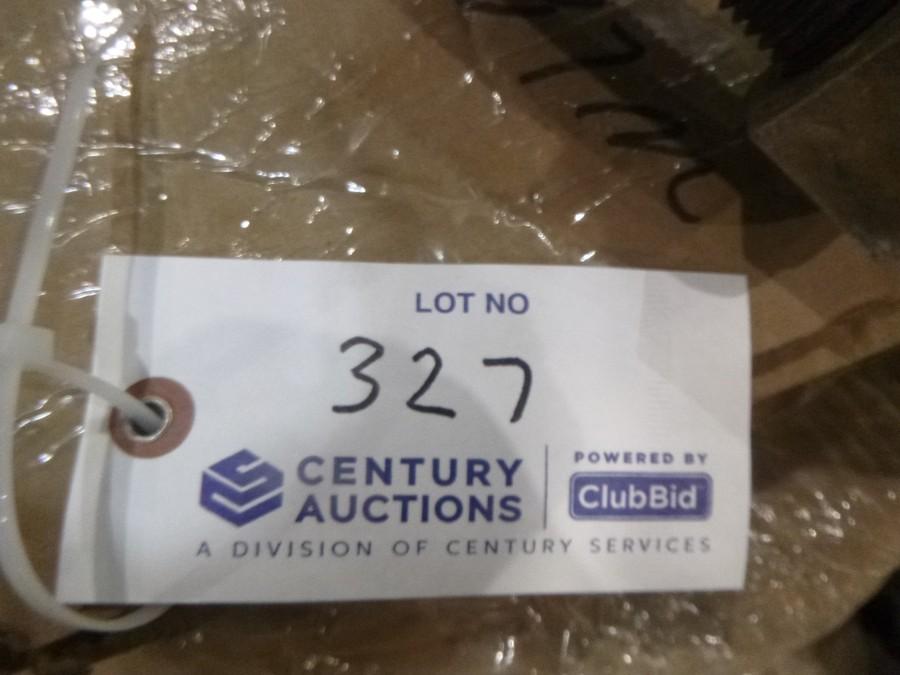 LOT NO
327
CENTURY
AUCTIONS
POWERED BY
ClubBid
A DIVISION OF CENTURY SERVICES